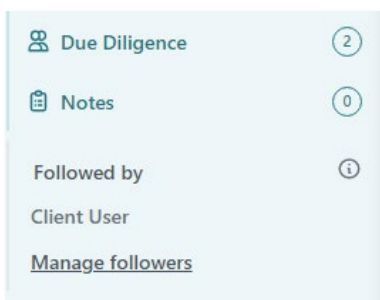 Due Diligence 2
Notes 0
Followed by
Client User
Manage followers